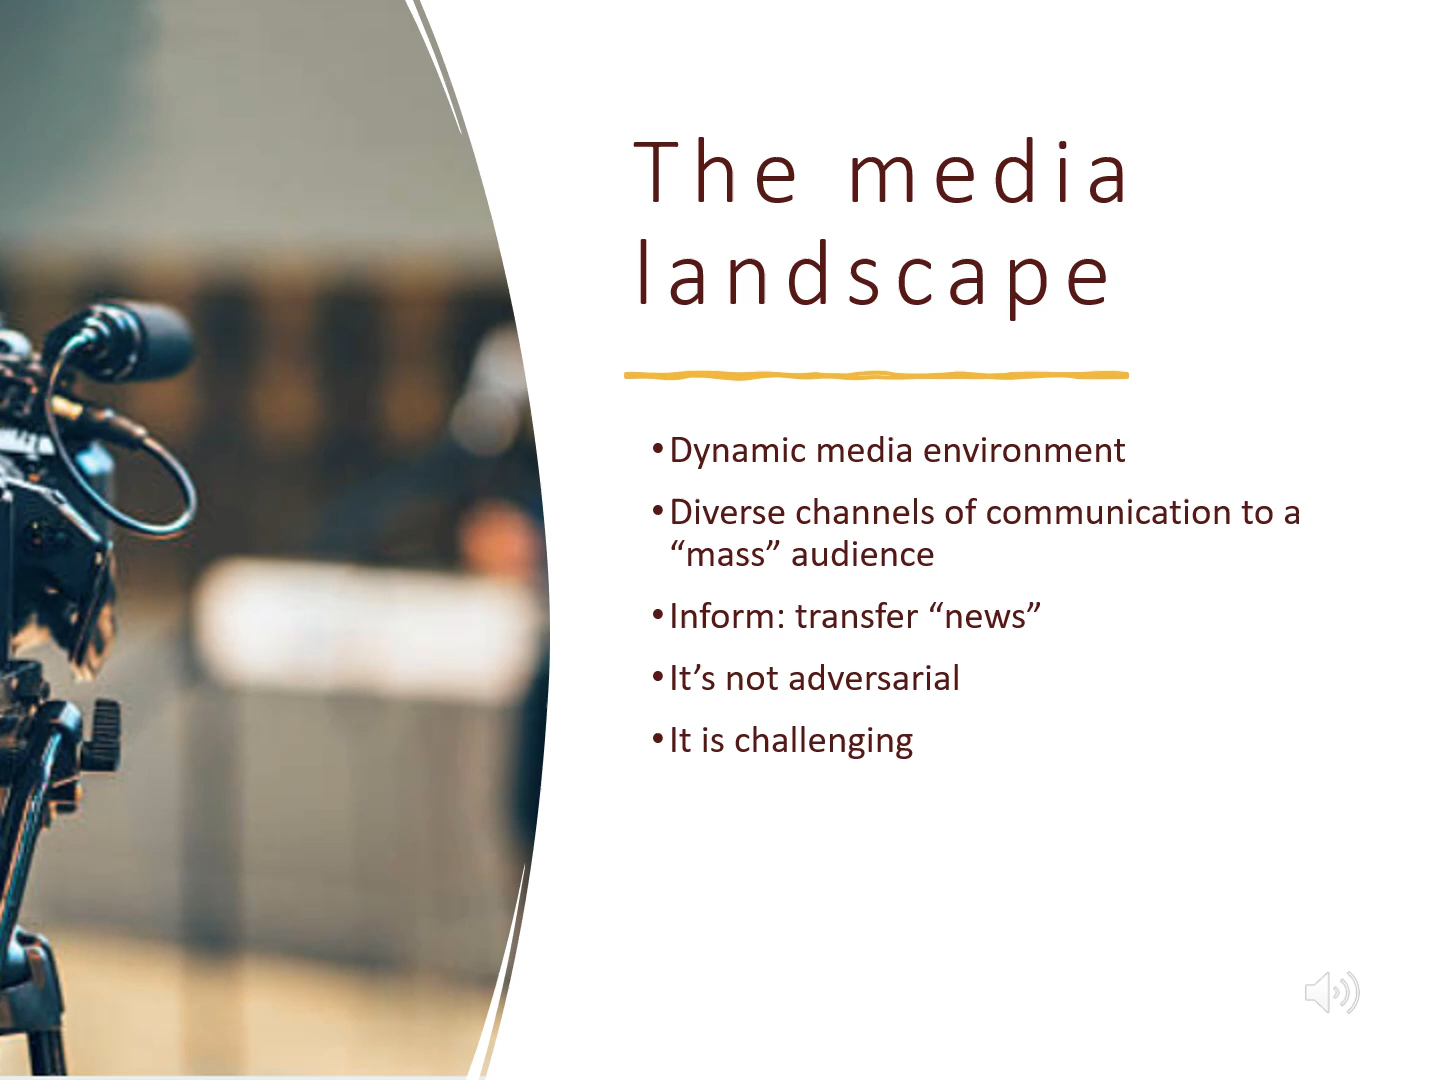 The media
landscape
•Dynamic media environment
•Diverse channels of communication to a
“mass” audience
•Inform: transfer “news”
•It’s not adversarial
•It is challenging